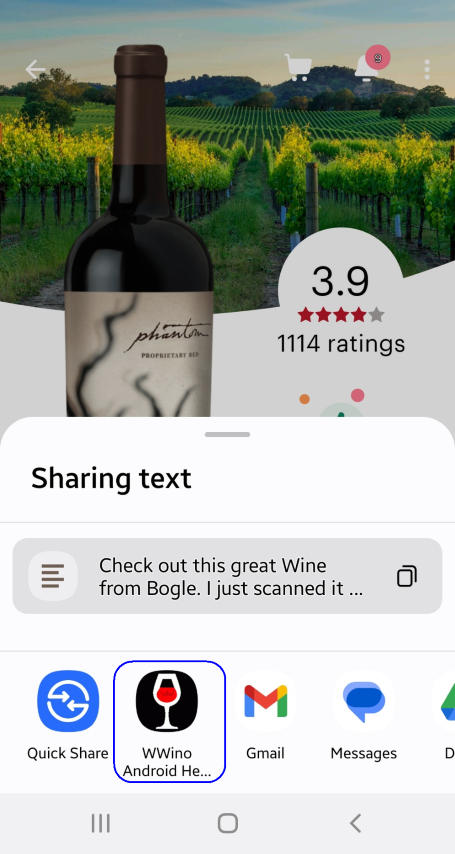 9
3.9
1114 ratings
phantom
PROPRIETARY RED
Sharing text
Check out this great Wine
from Bogle. I just scanned it ...
Quick Share
WWino
Android He...
Gmail
Messages
D